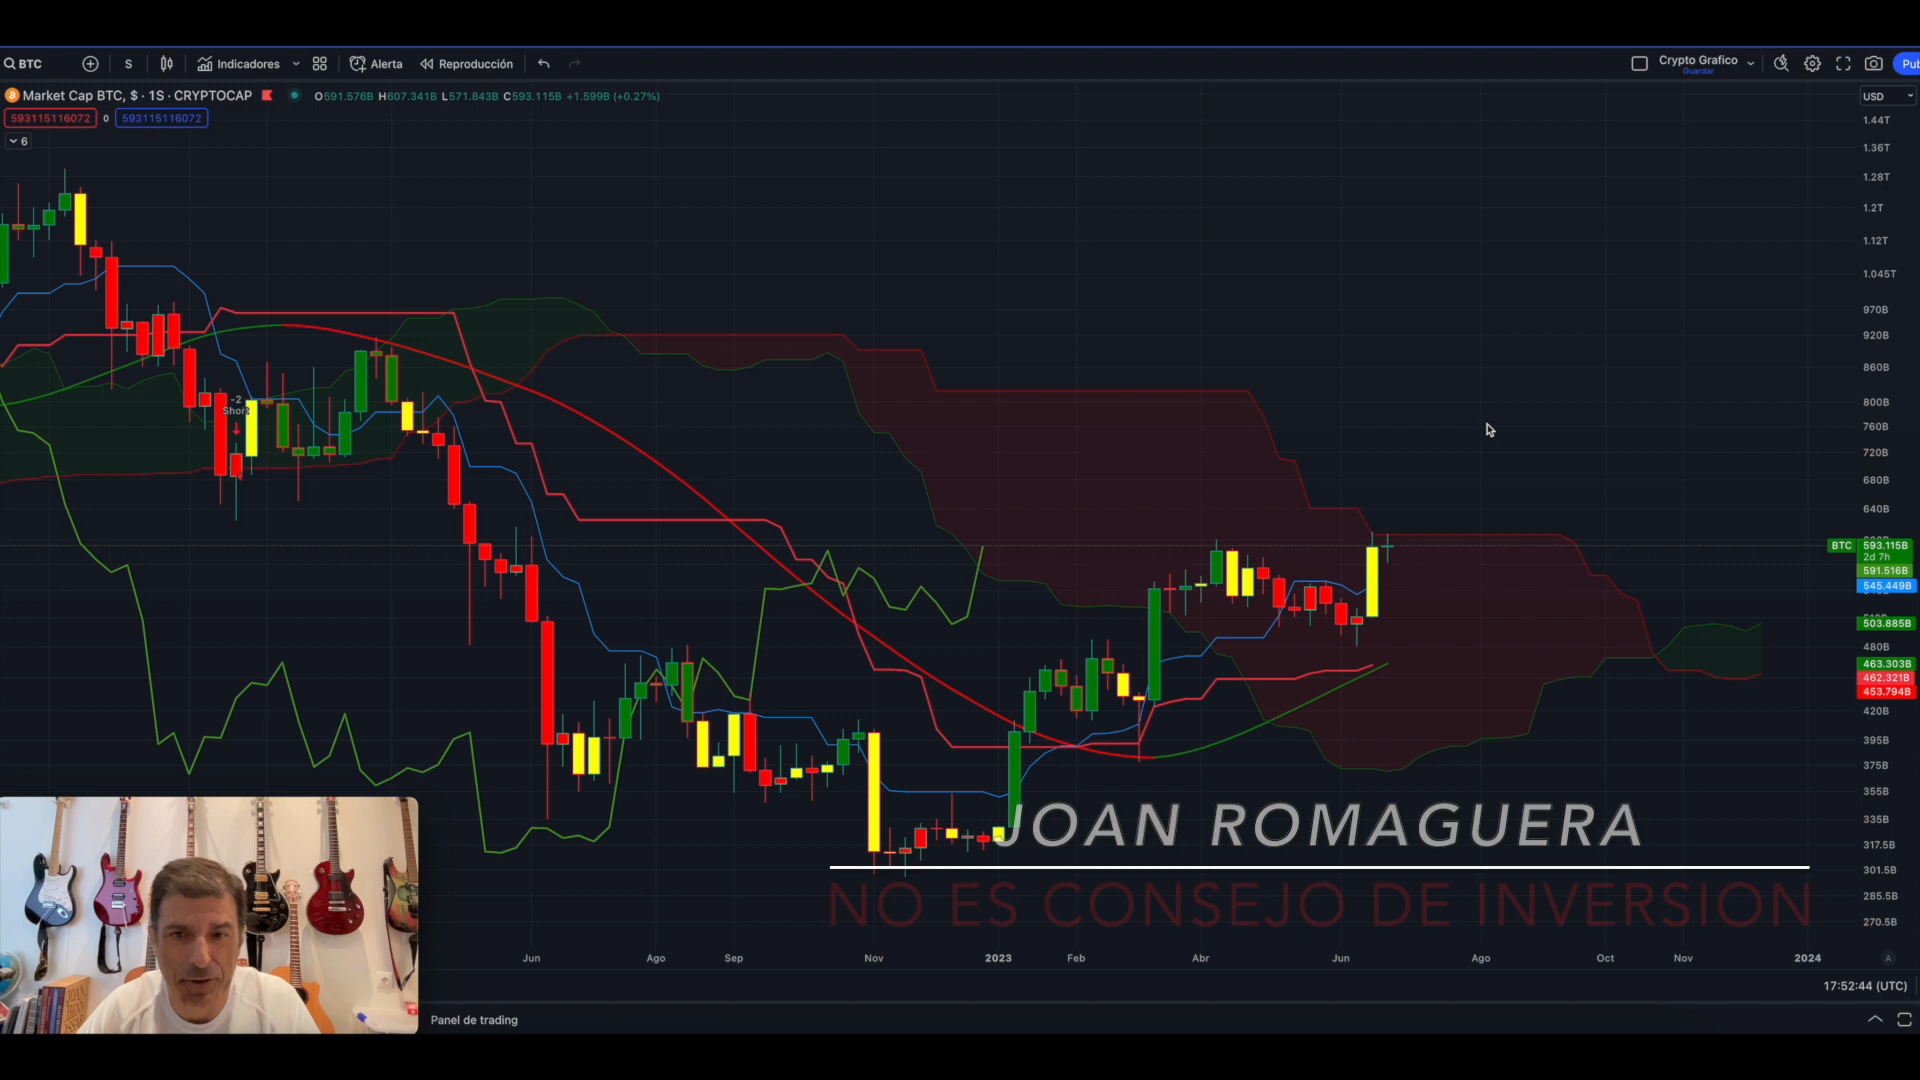 BTC S Indicadores Alerta Reproducción Crypto Grafico Guardar Pub
Market Cap BTC, $ · 1S · CRYPTOCAP O591.576B H607.341B L571.843B C593.115B +1.599B (+0.27%) USD
593115116072 0 593115116072
6
1.44T
1.36T
1.28T
1.2T
1.12T
1.045T
970B
920B
860B
-2
Short
800B
760B
720B
680B
640B
BTC 593.115B
2d 7h
591.516B
545.449B
503.885B
480B
463.303B
462.321B
453.794B
420B
395B
375B
355B
335B
317.5B
301.5B
285.5B
270.5B
JOAN ROMAGUERA
NO ES CONSEJO DE INVERSION
Jun Ago Sep Nov 2023 Feb Abr Jun Ago Oct Nov 2024 A
17:52:44 (UTC)
Panel de trading